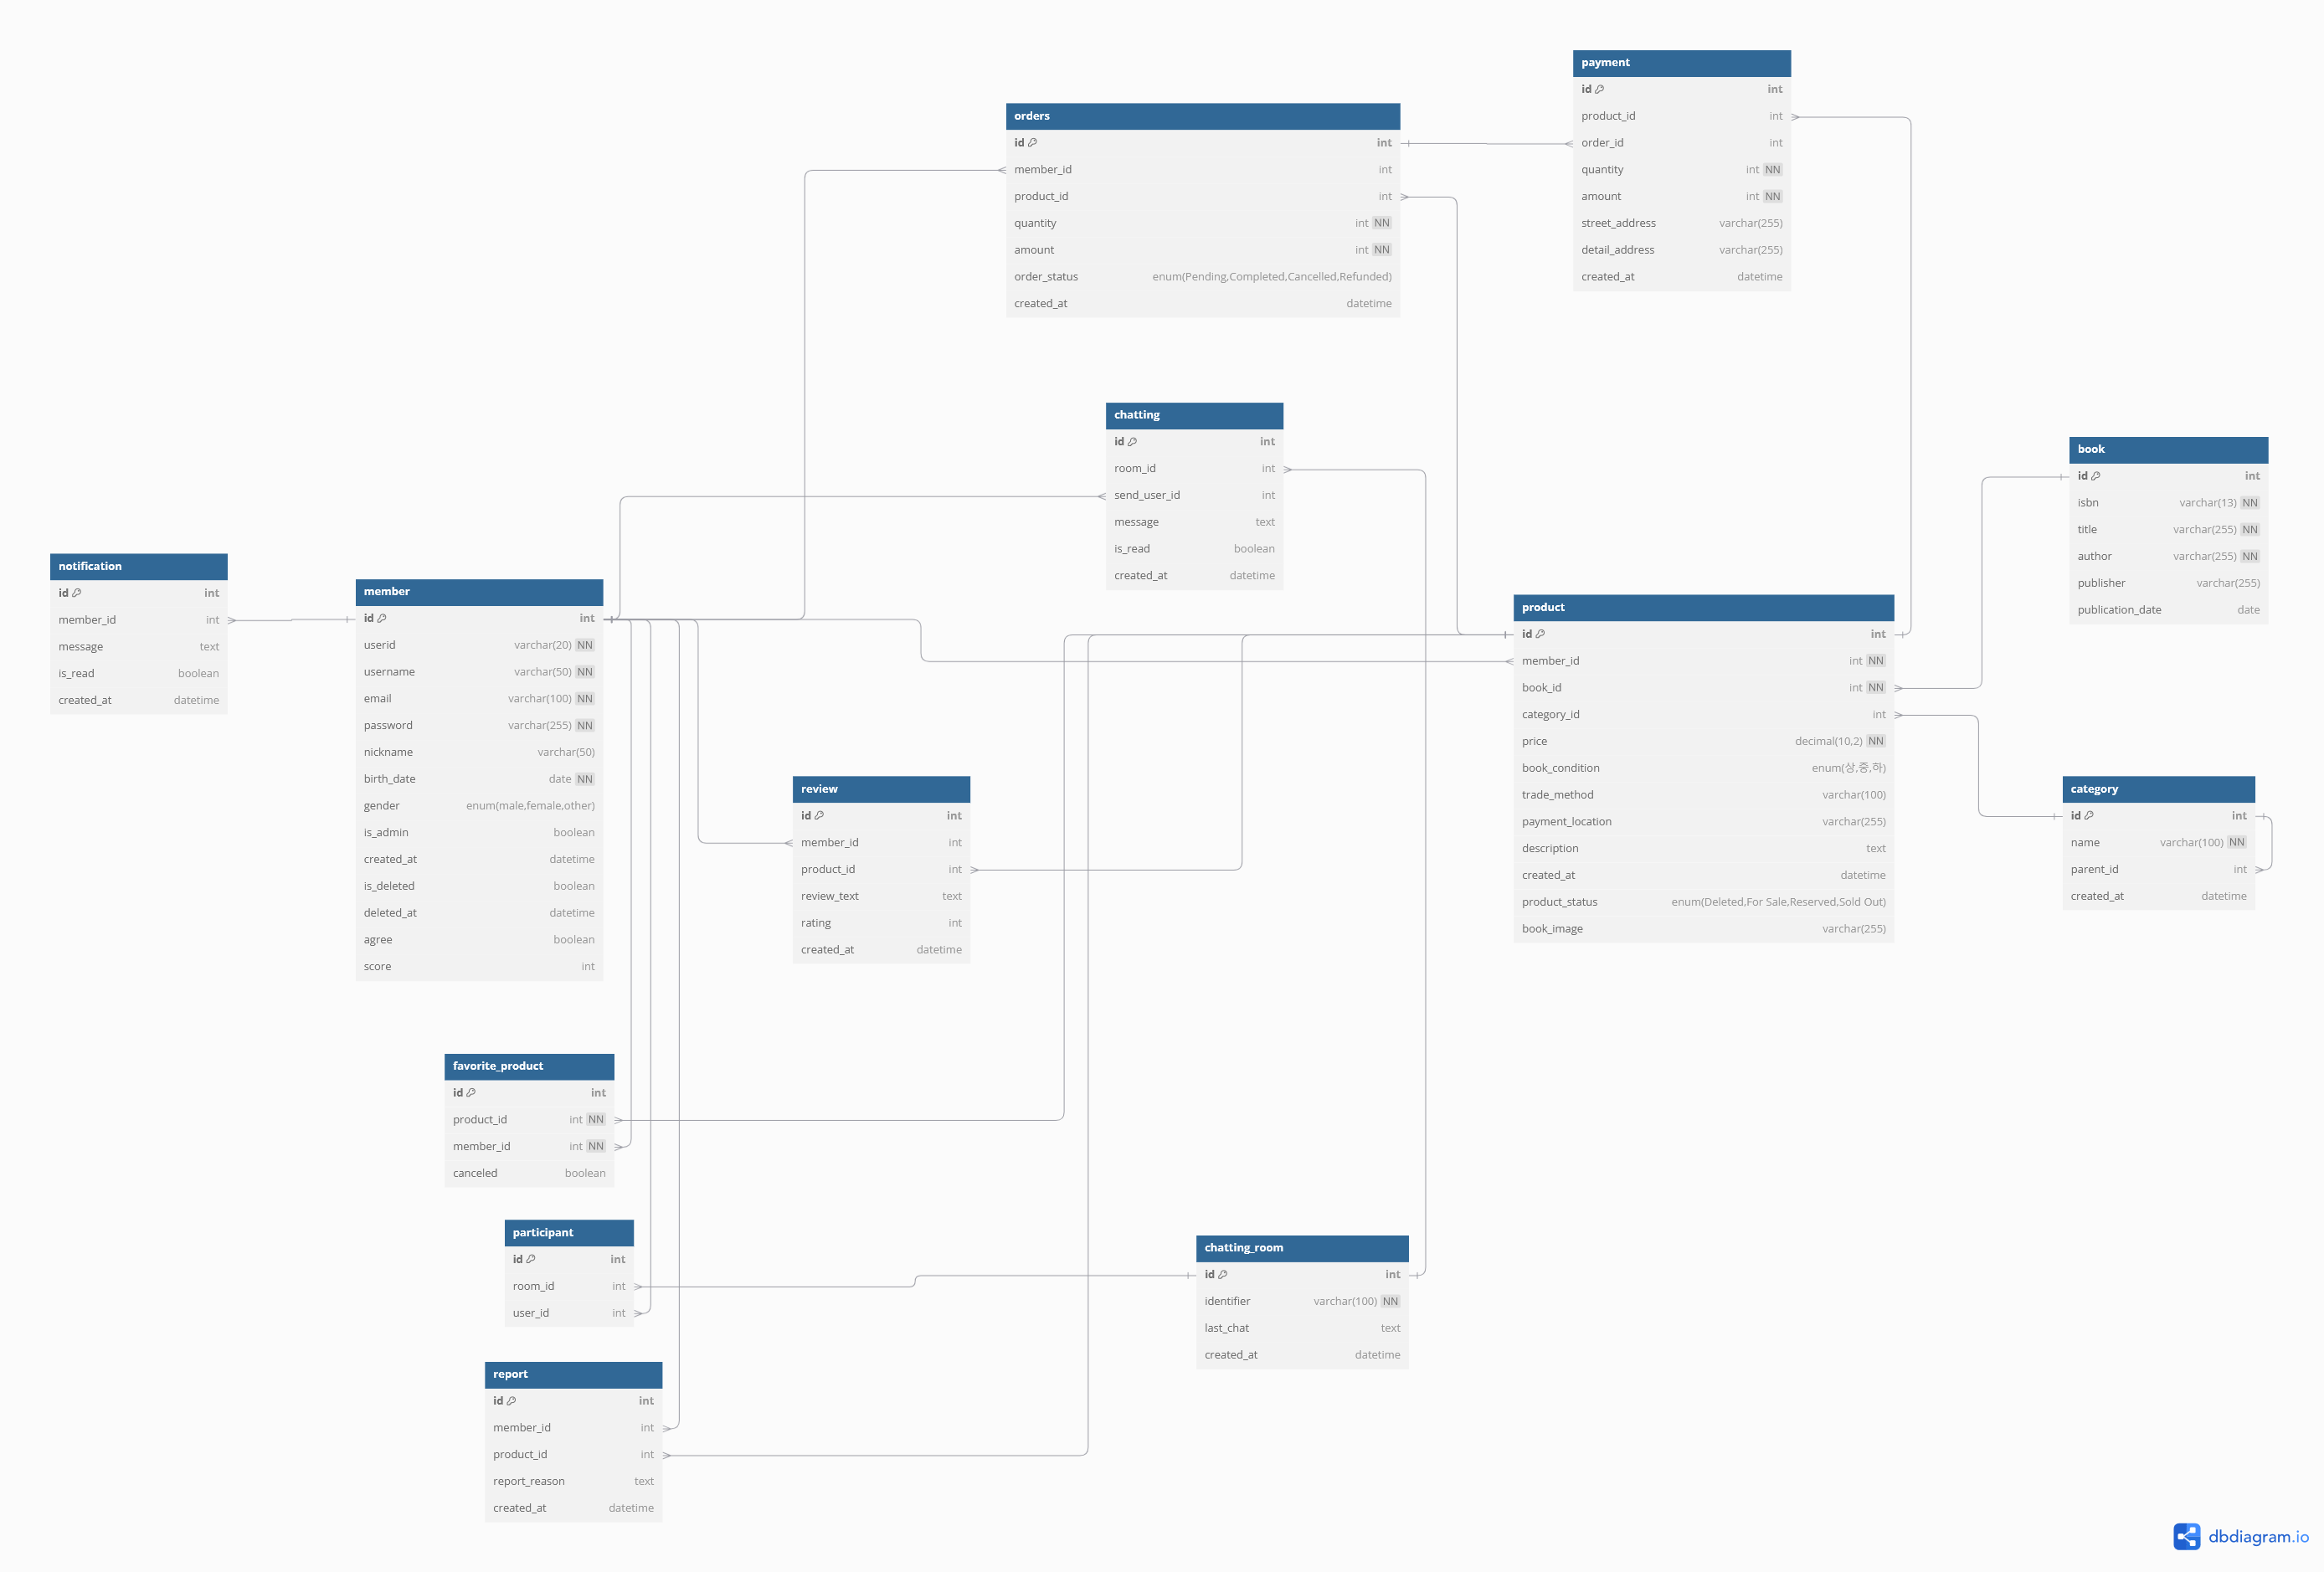 payment
id int
product_id int
order_id int
quantity int NN
amount int NN
street_address varchar(255)
detail_address varchar(255)
created_at datetime
orders
id int
member_id int
product_id int
quantity int NN
amount int NN
order_status enum(Pending,Completed,Cancelled,Refunded)
created_at datetime
chatting
id int
room_id int
send_user_id int
message text
is_read boolean
created_at datetime
book
id int
isbn varchar(13) NN
title varchar(255) NN
author varchar(255) NN
publisher varchar(255)
publication_date date
notification
id int
member_id int
message text
is_read boolean
created_at datetime
member
id int
userid varchar(20) NN
username varchar(50) NN
email varchar(100) NN
password varchar(255) NN
nickname varchar(50)
birth_date date NN
gender enum(male,female,other)
is_admin boolean
created_at datetime
is_deleted boolean
deleted_at datetime
agree boolean
score int
product
id int
member_id int NN
book_id int NN
category_id int
price decimal(10,2) NN
book_condition enum(상,중,하)
trade_method varchar(100)
payment_location varchar(255)
description text
created_at datetime
product_status enum(Deleted,For Sale,Reserved,Sold Out)
book_image varchar(255)
review
id int
member_id int
product_id int
review_text text
rating int
created_at datetime
category
id int
name varchar(100) NN
parent_id int
created_at datetime
favorite_product
id int
product_id int NN
member_id int NN
canceled boolean
participant
id int
room_id int
user_id int
chatting_room
id int
identifier varchar(100) NN
last_chat text
created_at datetime
report
id int
member_id int
product_id int
report_reason text
created_at datetime
dbdiagram.io